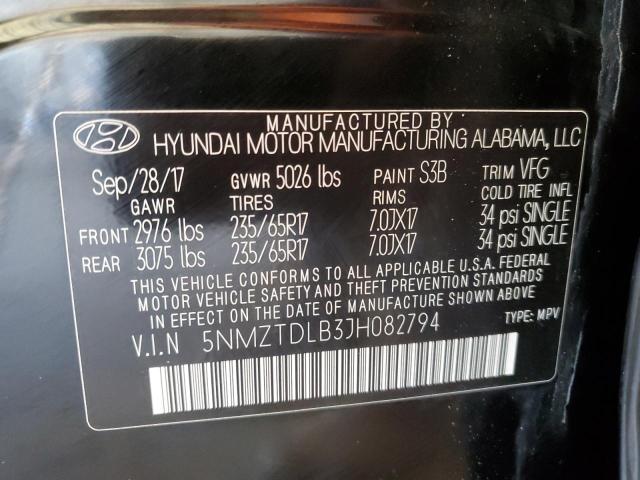 MANUFACTURED BY
HYUNDAI MOTOR MANUFACTURING ALABAMA, LLC
Sep/28/17 GVWR 5026 lbs PAINT S3B TRIM VFG
GAWR TIRES RIMS COLD TIRE INFL
FRONT 2976 lbs 235/65R17 7.0JX17 34 psi SINGLE
REAR 3075 lbs 235/65R17 7.0JX17 34 psi SINGLE
THIS VEHICLE CONFORMS TO ALL APPLICABLE U.S.A. FEDERAL
MOTOR VEHICLE SAFETY AND THEFT PREVENTION STANDARDS
IN EFFECT ON THE DATE OF MANUFACTURE SHOWN ABOVE.
V.I.N 5NMZTDLB3JH082794 TYPE: MPV